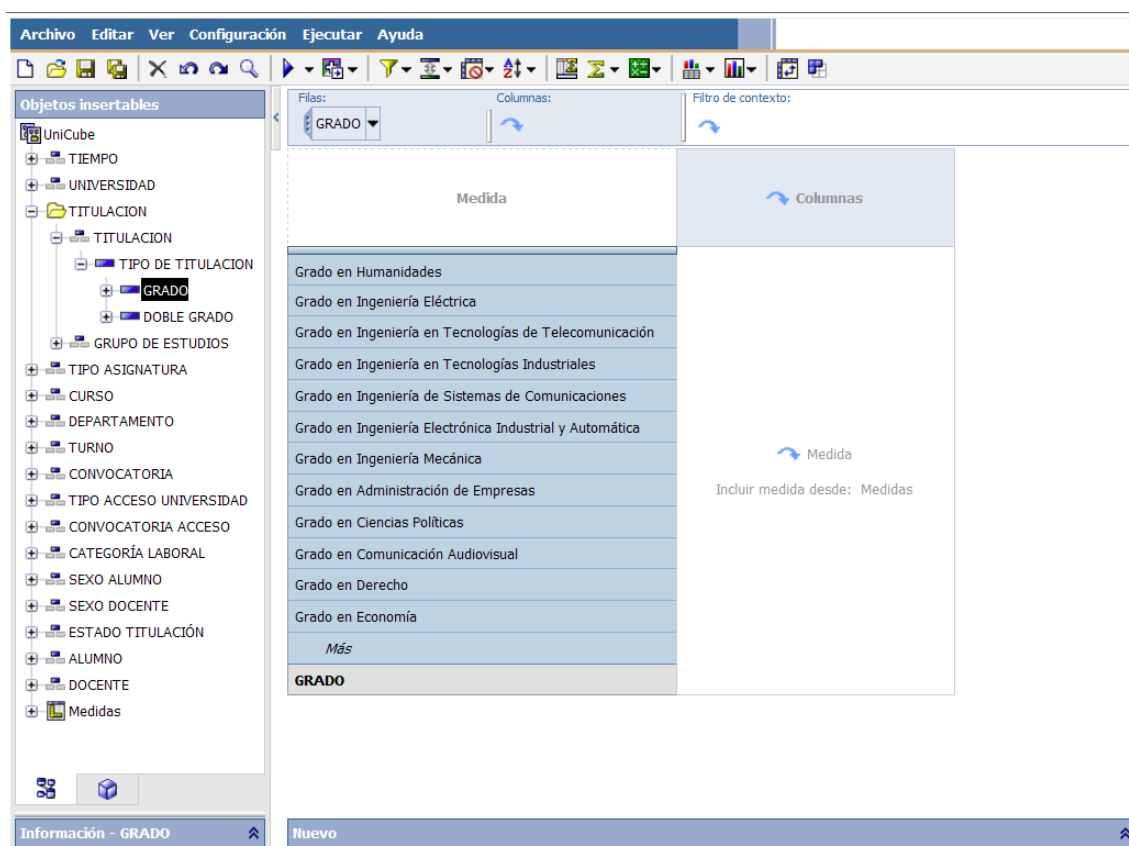 Archivo Editar Ver Configuración Ejecutar Ayuda
Objetos insertables
UniCube
TIEMPO
UNIVERSIDAD
TITULACION
TITULACION
TIPO DE TITULACION
GRADO
DOBLE GRADO
GRUPO DE ESTUDIOS
TIPO ASIGNATURA
CURSO
DEPARTAMENTO
TURNO
CONVOCATORIA
TIPO ACCESO UNIVERSIDAD
CONVOCATORIA ACCESO
CATEGORÍA LABORAL
SEXO ALUMNO
SEXO DOCENTE
ESTADO TITULACIÓN
ALUMNO
DOCENTE
Medidas
Información - GRADO
Filas: Columnas: Filtro de contexto:
GRADO
Medida Columnas
Grado en Humanidades
Grado en Ingeniería Eléctrica
Grado en Ingeniería en Tecnologías de Telecomunicación
Grado en Ingeniería en Tecnologías Industriales
Grado en Ingeniería de Sistemas de Comunicaciones
Grado en Ingeniería Electrónica Industrial y Automática
Grado en Ingeniería Mecánica
Grado en Administración de Empresas
Grado en Ciencias Políticas
Grado en Comunicación Audiovisual
Grado en Derecho
Grado en Economía
Más
GRADO
Medida
Incluir medida desde: Medidas
Nuevo